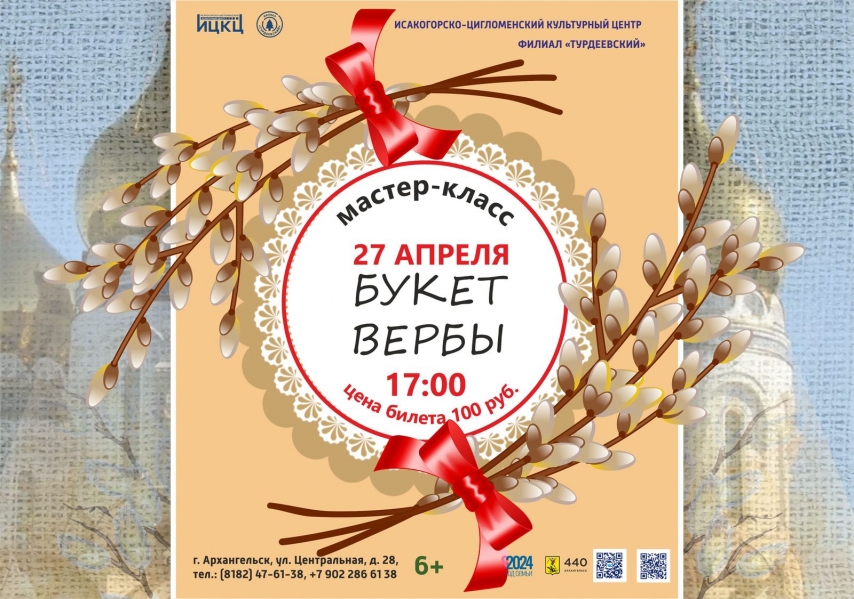 ИЦКЦ
ИСАКОГОРСКО-ЦИГЛОМЕНСКИЙ КУЛЬТУРНЫЙ ЦЕНТР
ФИЛИАЛ «ТУРДЕЕВСКИЙ»
мастер-класс
27 АПРЕЛЯ
БУКЕТ
ВЕРБЫ
17:00
цена билета 100 руб.
г. Архангельск, ул. Центральная, д. 28,
тел.: (8182) 47-61-38, +7 902 286 61 38
6+
2024
440
АРХАНГЕЛЬСК